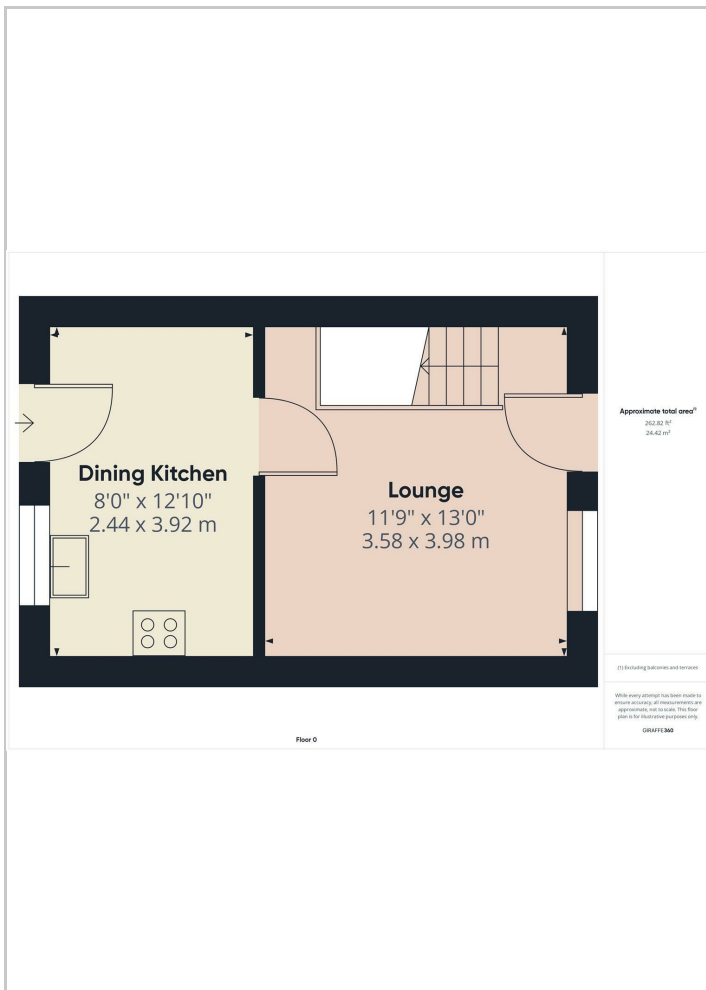 Dining Kitchen
8'0" x 12'10"
2.44 x 3.92 m
Lounge
11'9" x 13'0"
3.58 x 3.98 m
Floor 0
Approximate total area⁽¹⁾
262.82 ft²
24.42 m²
(1) Excluding balconies and terraces
While every attempt has been made to
ensure accuracy, all measurements are
approximate, not to scale. This floor
plan is for illustrative purposes only.
GIRAFFE360